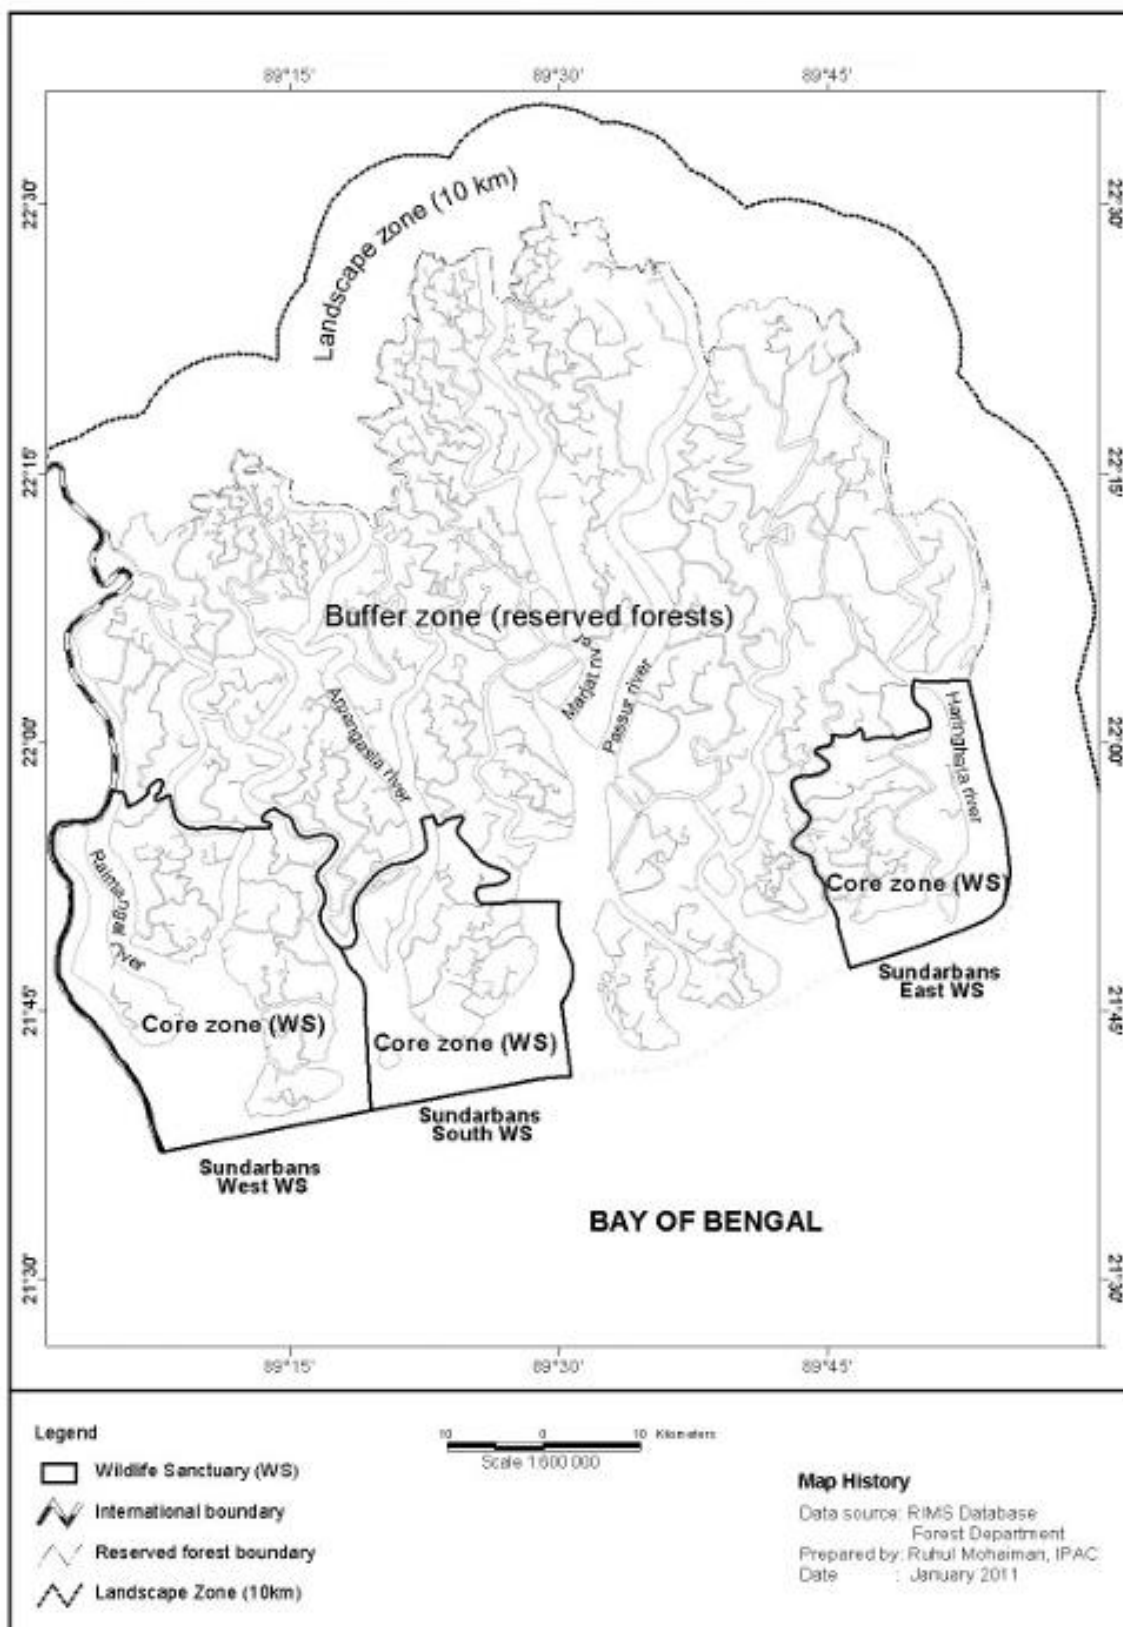 89°15'
89°30'
89°45'
22°30'
22°30'
Landscape zone (10 km)
22°15'
22°15'
Buffer zone (reserved forests)
Marjat riv
Passur river
Arpangasia river
22°00'
22°00'
Haringhata river
Raimangal river
Core zone (WS)
Sundarbans
East WS
21°45'
21°45'
Core zone (WS)
Core zone (WS)
Sundarbans
South WS
Sundarbans
West WS
BAY OF BENGAL
21°30'
21°30'
89°15'
89°30'
89°45'
Legend
Wildlife Sanctuary (WS)
International boundary
Reserved forest boundary
Landscape Zone (10km)
10 0 10 Kilometers
Scale 1:600 000
Map History
Data source: RIMS Database
Forest Department
Prepared by: Ruhul Mohaiman, IPAC
Date : January 2011